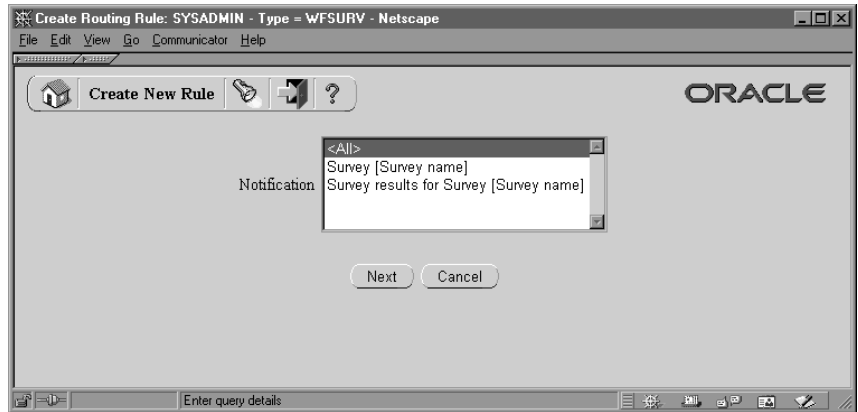 Create Routing Rule: SYSADMIN - Type = WFSURV - Netscape
File Edit View Go Communicator Help
Create New Rule ?
ORACLE
<All>
Survey [Survey name]
Notification Survey results for Survey [Survey name]
Next Cancel
Enter query details